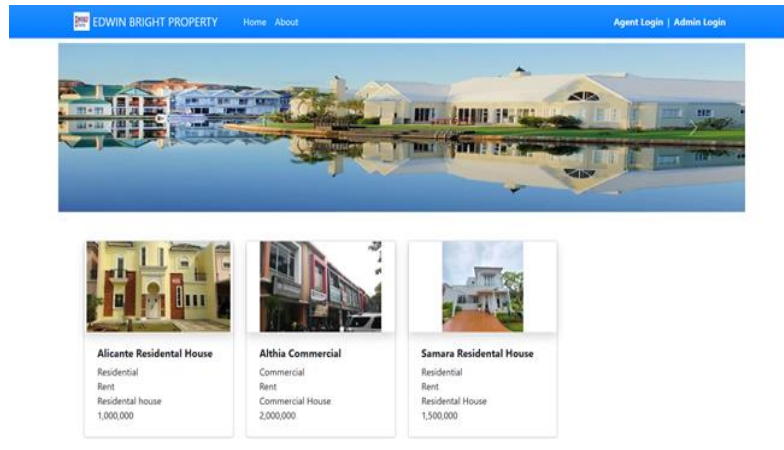 EDWIN BRIGHT PROPERTY Home About Agent Login | Admin Login
Alicante Residental House
Residential
Rent
Residental house
1,000,000
Althia Commercial
Commercial
Rent
Commercial House
2,000,000
Samara Residental House
Residential
Rent
Residental House
1,500,000